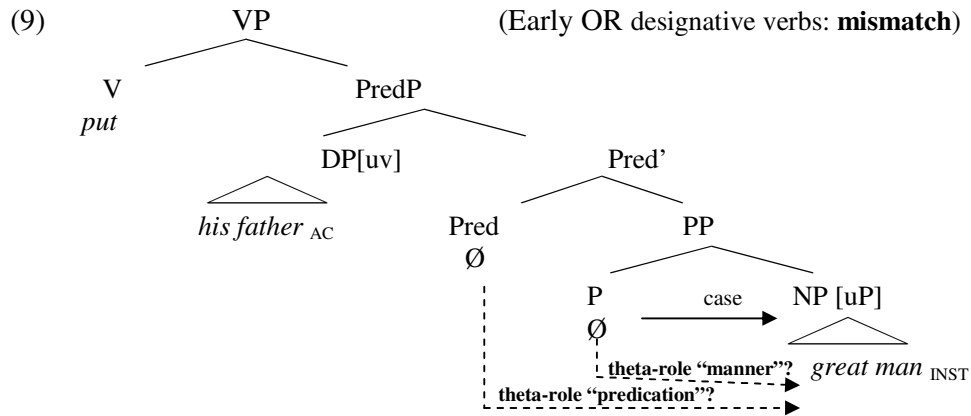 (9) VP (Early OR designative verbs: mismatch)
V PredP
put
DP[uv] Pred’
his father AC Pred PP
Ø
P case NP [uP]
Ø
great man INST
theta-role “manner”?
theta-role “predication”?